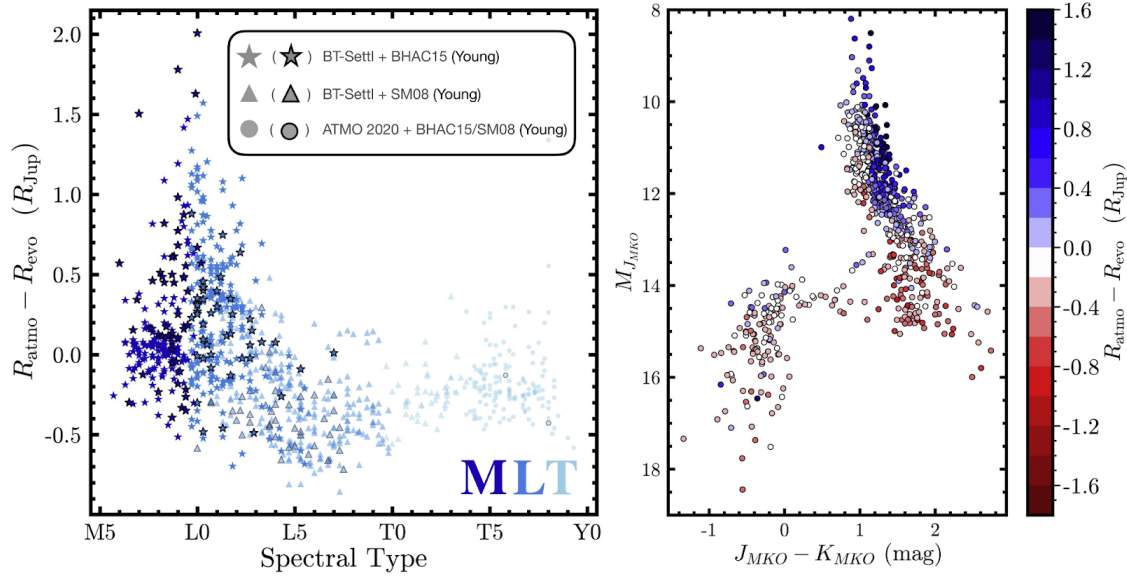 2.0
1.5
1.0
0.5
0.0
-0.5
R_atmo − R_evo (R_Jup)
( ) BT-Settl + BHAC15 (Young)
( ) BT-Settl + SM08 (Young)
( ) ATMO 2020 + BHAC15/SM08 (Young)
MLT
M5 L0 L5 T0 T5 Y0
Spectral Type
8
10
12
14
16
18
M_J_MKO
-1 0 1 2
J_MKO − K_MKO (mag)
1.6
1.2
0.8
0.4
0.0
-0.4
-0.8
-1.2
-1.6
R_atmo − R_evo (R_Jup)